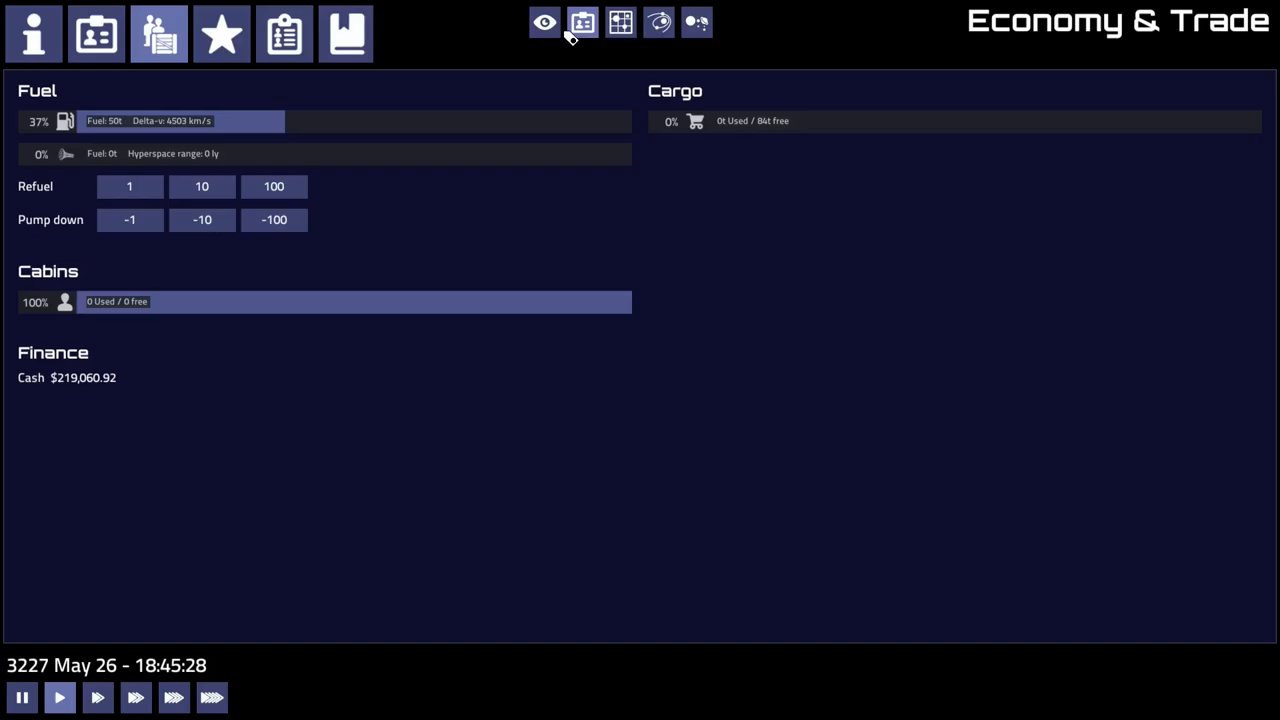 Economy & Trade
Fuel
37% Fuel: 50t Delta-v: 4503 km/s
0% Fuel: 0t Hyperspace range: 0 ly
Refuel 1 10 100
Pump down -1 -10 -100
Cabins
100% 0 Used / 0 free
Finance
Cash $219,060.92
Cargo
0% 0t Used / 84t free
3227 May 26 - 18:45:28